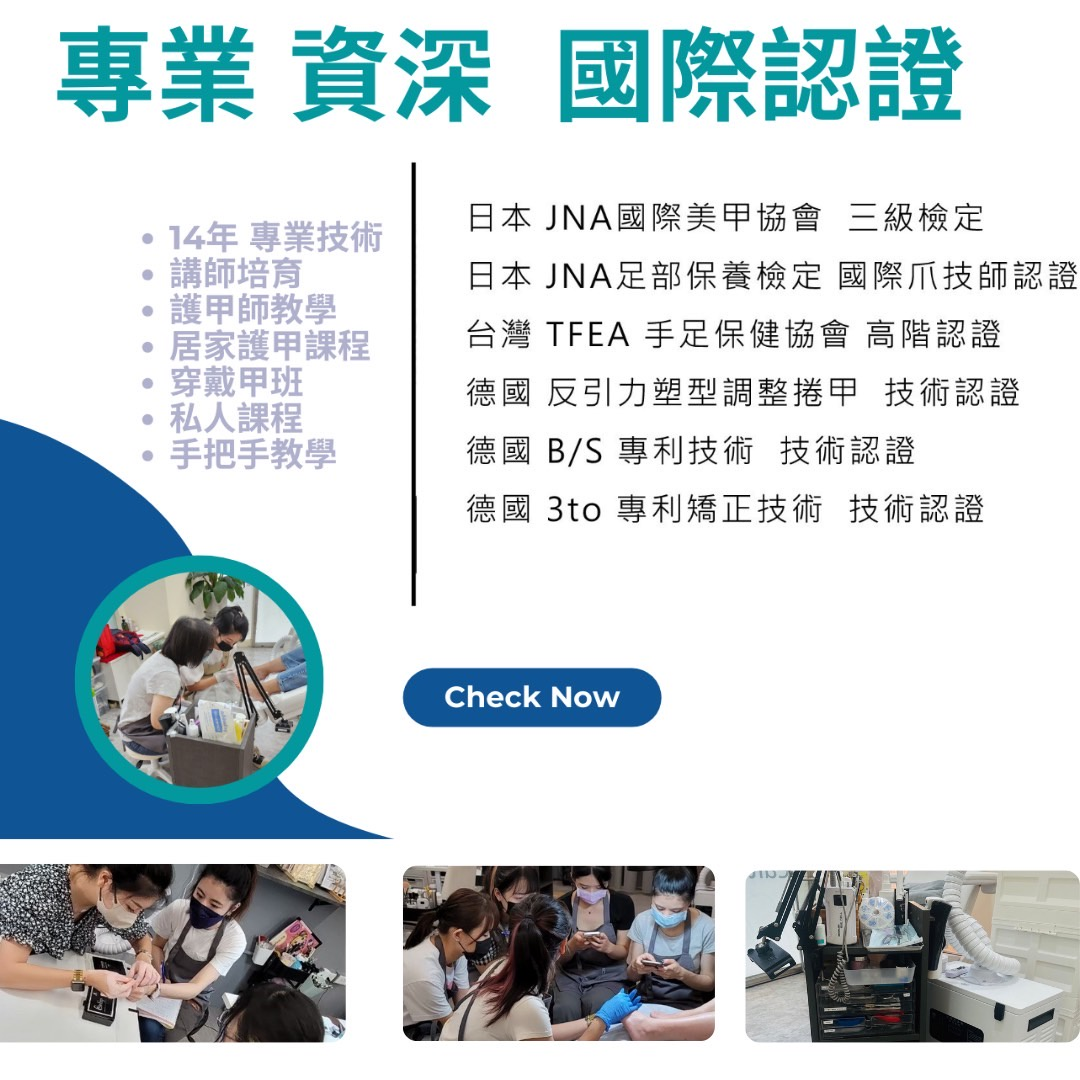 專業 資深 國際認證
14年 專業技術
講師培育
護甲師教學
居家護甲課程
穿戴甲班
私人課程
手把手教學
日本 JNA國際美甲協會 三級檢定
日本 JNA足部保養檢定 國際爪技師認證
台灣 TFEA 手足保健協會 高階認證
德國 反引力塑型調整捲甲 技術認證
德國 B/S 專利技術 技術認證
德國 3to 專利矯正技術 技術認證
Check Now